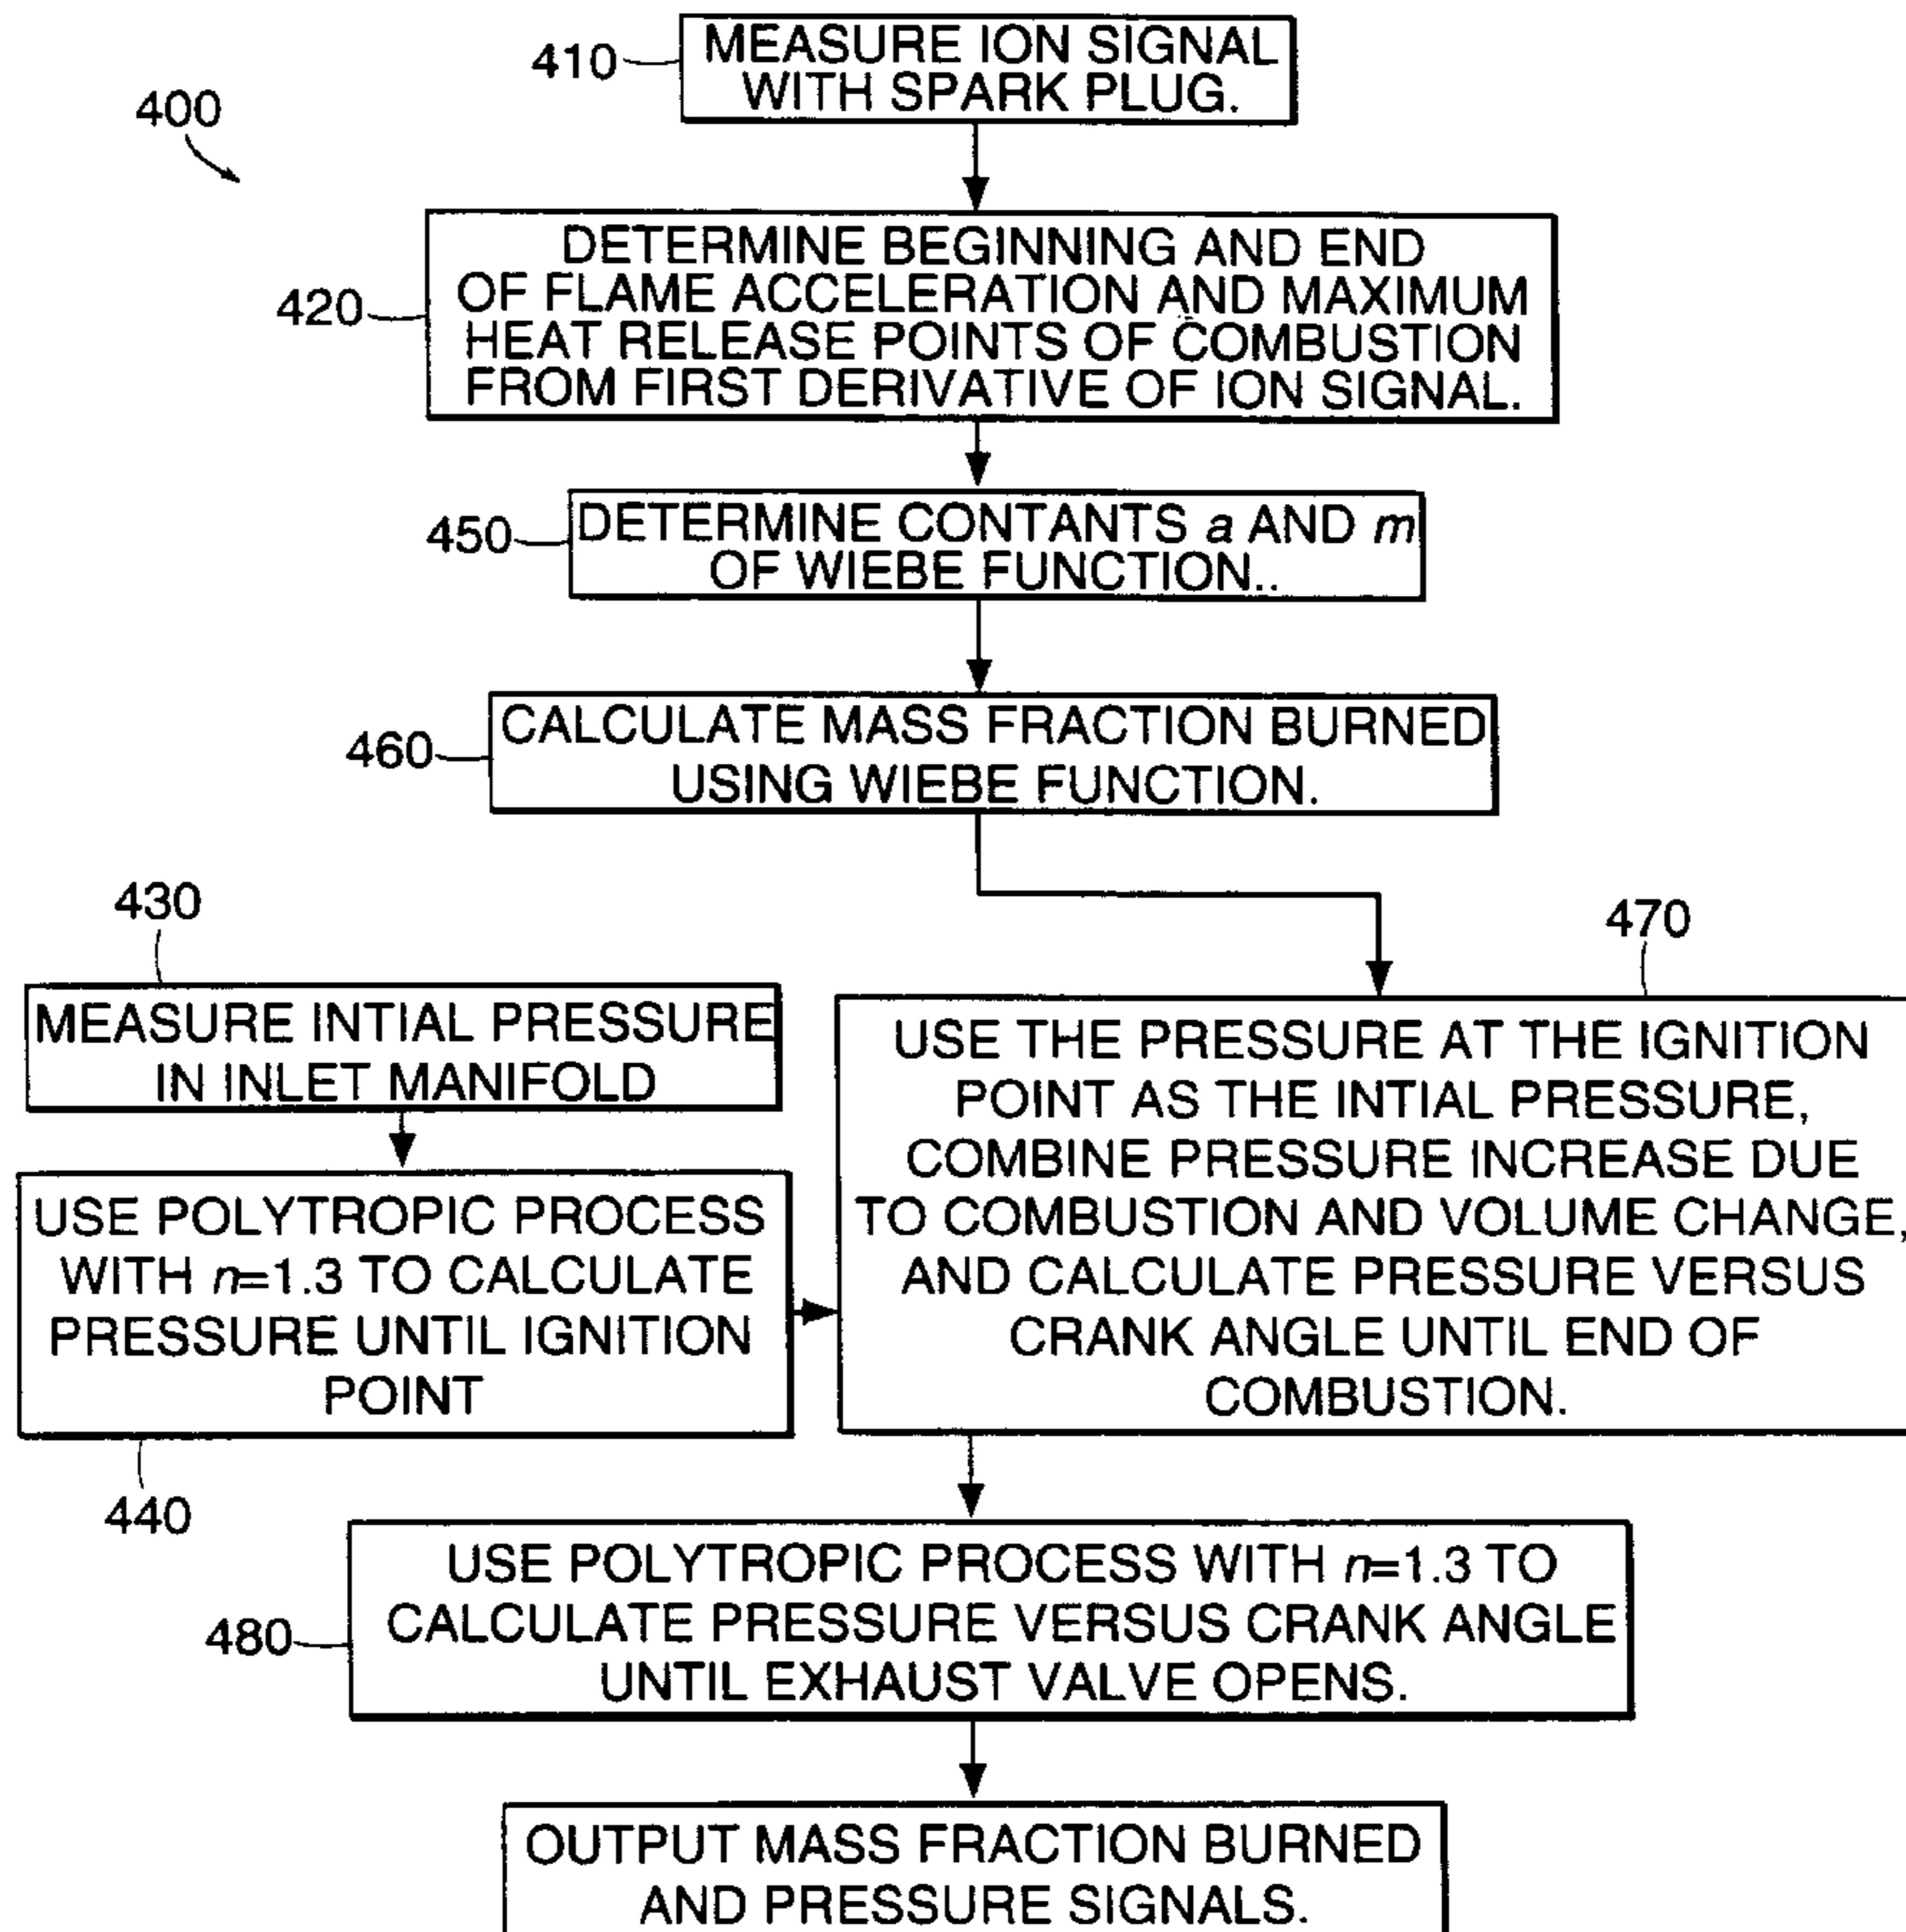 410
MEASURE ION SIGNAL
WITH SPARK PLUG.
400
420
DETERMINE BEGINNING AND END
OF FLAME ACCELERATION AND MAXIMUM
HEAT RELEASE POINTS OF COMBUSTION
FROM FIRST DERIVATIVE OF ION SIGNAL.
450
DETERMINE CONTANTS a AND m
OF WIEBE FUNCTION..
460
CALCULATE MASS FRACTION BURNED
USING WIEBE FUNCTION.
430
MEASURE INTIAL PRESSURE
IN INLET MANIFOLD
USE POLYTROPIC PROCESS
WITH n=1.3 TO CALCULATE
PRESSURE UNTIL IGNITION
POINT
440
470
USE THE PRESSURE AT THE IGNITION
POINT AS THE INTIAL PRESSURE,
COMBINE PRESSURE INCREASE DUE
TO COMBUSTION AND VOLUME CHANGE,
AND CALCULATE PRESSURE VERSUS
CRANK ANGLE UNTIL END OF
COMBUSTION.
480
USE POLYTROPIC PROCESS WITH n=1.3 TO
CALCULATE PRESSURE VERSUS CRANK ANGLE
UNTIL EXHAUST VALVE OPENS.
OUTPUT MASS FRACTION BURNED
AND PRESSURE SIGNALS.